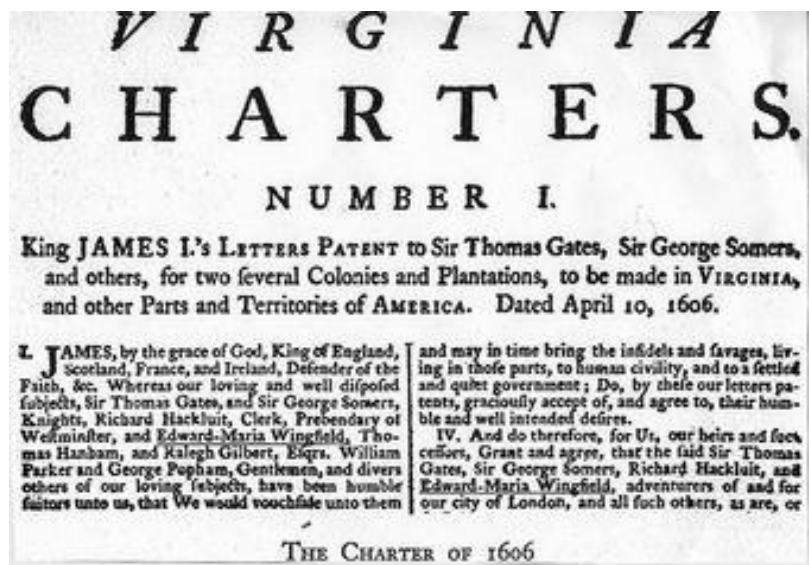 VIRGINIA
CHARTERS.
NUMBER I.
King JAMES I.'s LETTERS PATENT to Sir Thomas Gates, Sir George Somers,
and others, for two ſeveral Colonies and Plantations, to be made in VIRGINIA,
and other Parts and Territories of AMERICA. Dated April 10, 1606.
I. JAMES, by the grace of God, King of England,
Scotland, France, and Ireland, Defender of the
Faith, &c. Whereas our loving and well diſpoſed
ſubjects, Sir Thomas Gates, and Sir George Somers,
Knights, Richard Hackluit, Clerk, Prebendary of
Weſtminſter, and Edward-Maria Wingfield, Tho-
mas Hanham, and Ralegh Gilbert, Eſqrs. William
Parker and George Popham, Gentlemen, and divers
others of our loving ſubjects, have been humble
ſuitors unto us, that We would vouchſafe unto them
and may in time bring the infidels and ſavages, liv-
ing in thoſe parts, to human civility, and to a ſettled
and quiet government; Do, by theſe our letters pa-
tents, graciouſly accept of, and agree to, their hum-
ble and well intended deſires.
IV. And do therefore, for Us, our heirs and ſuc-
ceſſors, Grant and agree, that the ſaid Sir Thomas
Gates, Sir George Somers, Richard Hackluit, and
Edward-Maria Wingfield, adventurers of and for
our city of London, and all ſuch others, as are, or
THE CHARTER OF 1606